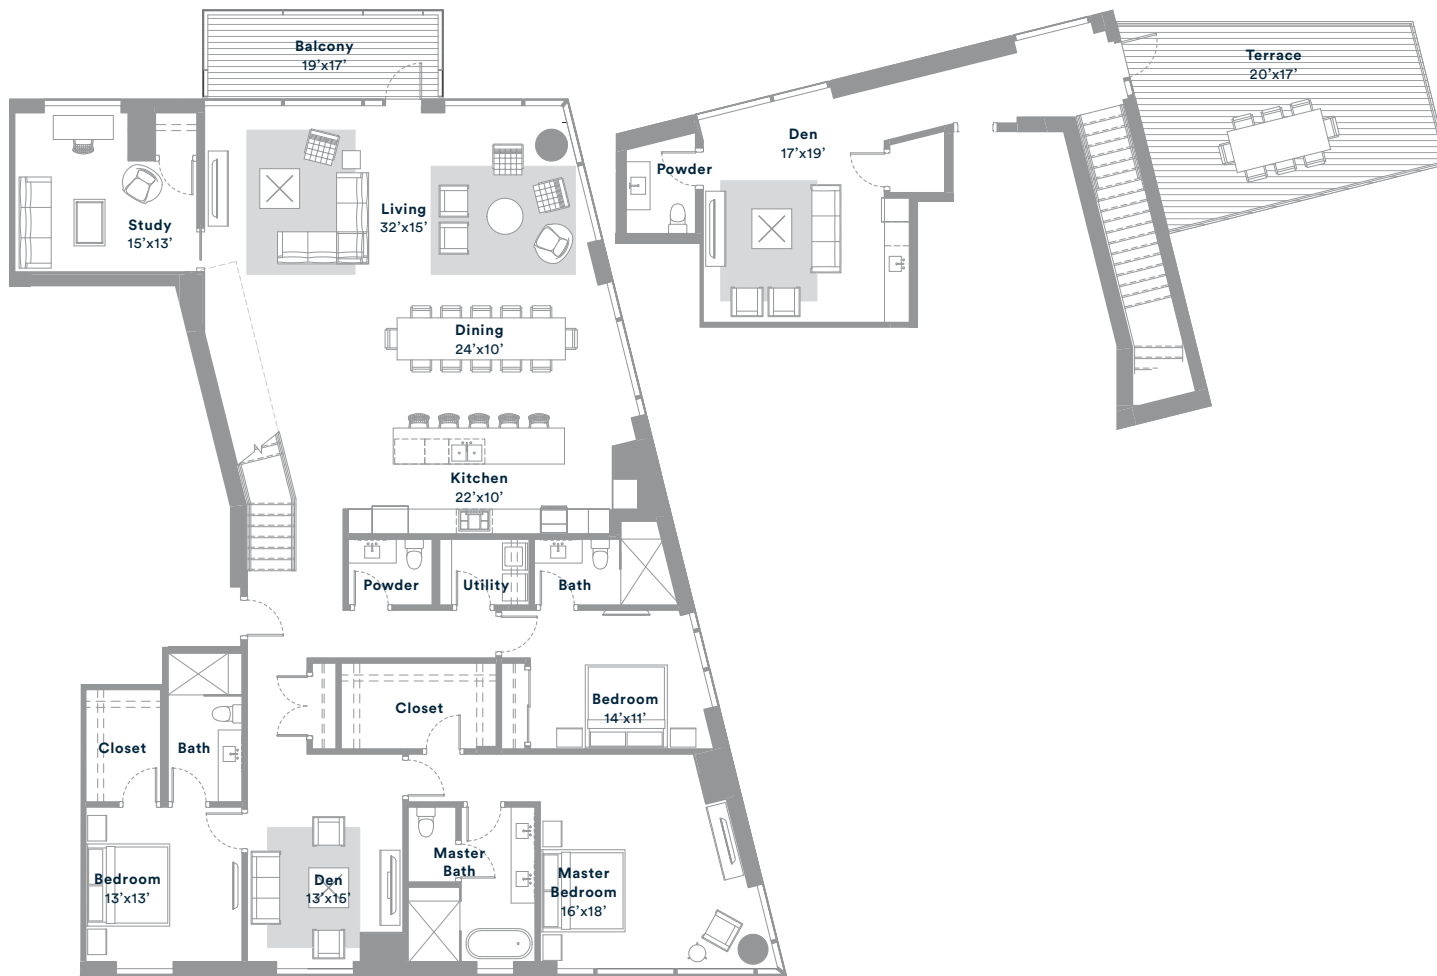 Balcony
19’x17’
Terrace
20’x17’
Den
17’x19’
Powder
Living
32’x15’
Study
15’x13’
Dining
24’x10’
Kitchen
22’x10’
Powder
Utility
Bath
Bedroom
14’x11’
Closet
Closet
Bath
Bedroom
13’x13’
Den
13’x15’
Master
Bath
Master
Bedroom
16’x18’